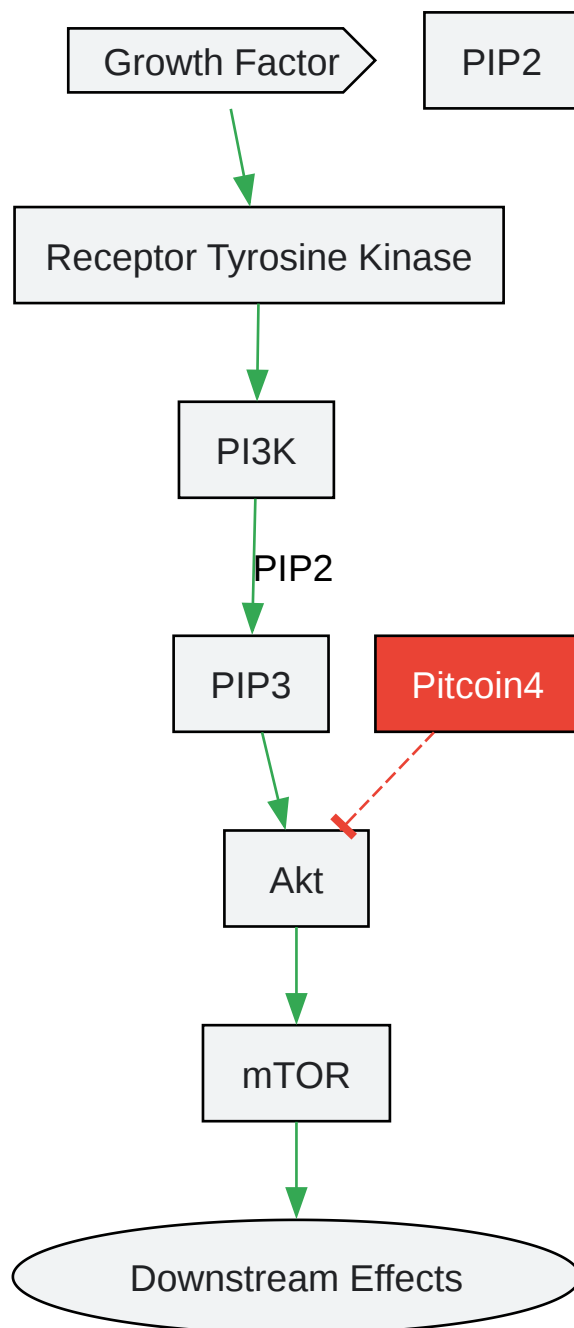 Growth Factor
PIP2
Receptor Tyrosine Kinase
PI3K
PIP2
PIP3
Pitcoin4
Akt
mTOR
Downstream Effects